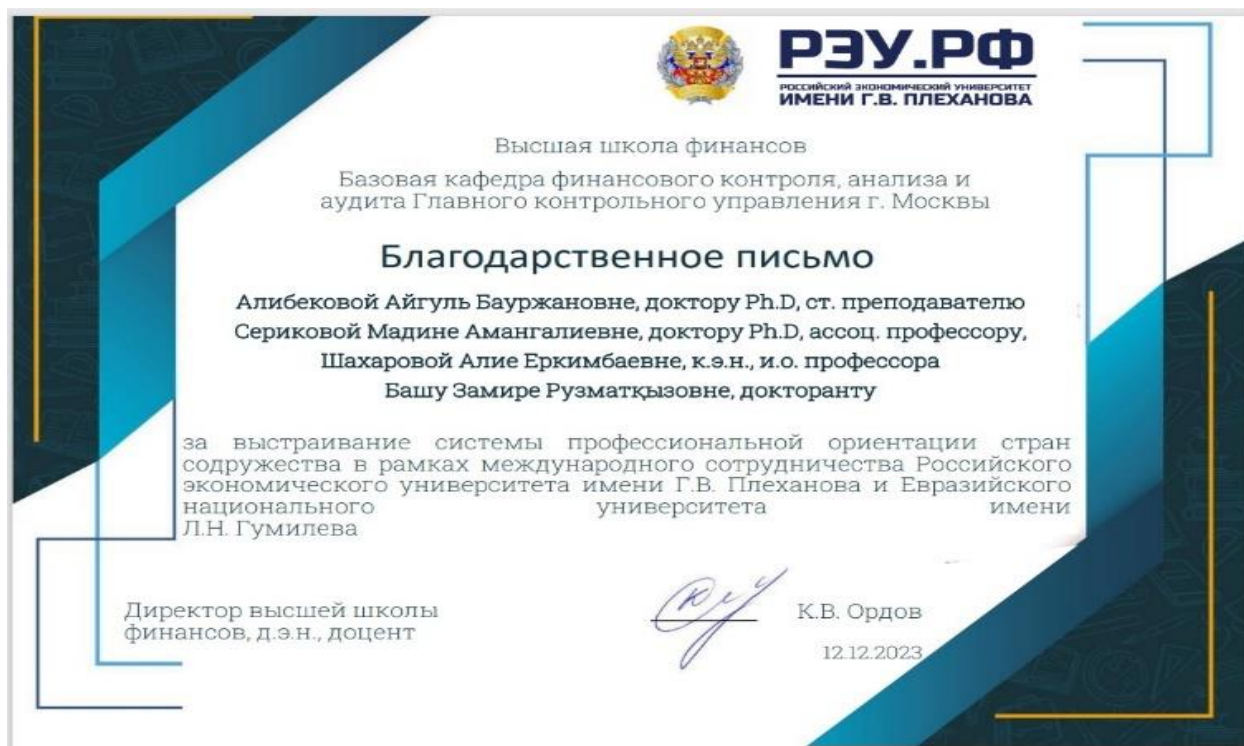 РЭУ.РФ
РОССИЙСКИЙ ЭКОНОМИЧЕСКИЙ УНИВЕРСИТЕТ
ИМЕНИ Г.В. ПЛЕХАНОВА
Высшая школа финансов
Базовая кафедра финансового контроля, анализа и
аудита Главного контрольного управления г. Москвы
Благодарственное письмо
Алибековой Айгуль Бауржановне, доктору Ph.D, ст. преподавателю
Сериковой Мадине Амангалиевне, доктору Ph.D, ассоц. профессору,
Шахаровой Алие Еркимбаевне, к.э.н., и.о. профессора
Башу Замире Рузматқызовне, докторанту
за выстраивание системы профессиональной ориентации стран
содружества в рамках международного сотрудничества Российского
экономического университета имени Г.В. Плеханова и Евразийского
национального университета имени
Л.Н. Гумилева
Директор высшей школы
финансов, д.э.н., доцент
К.В. Ордов
12.12.2023